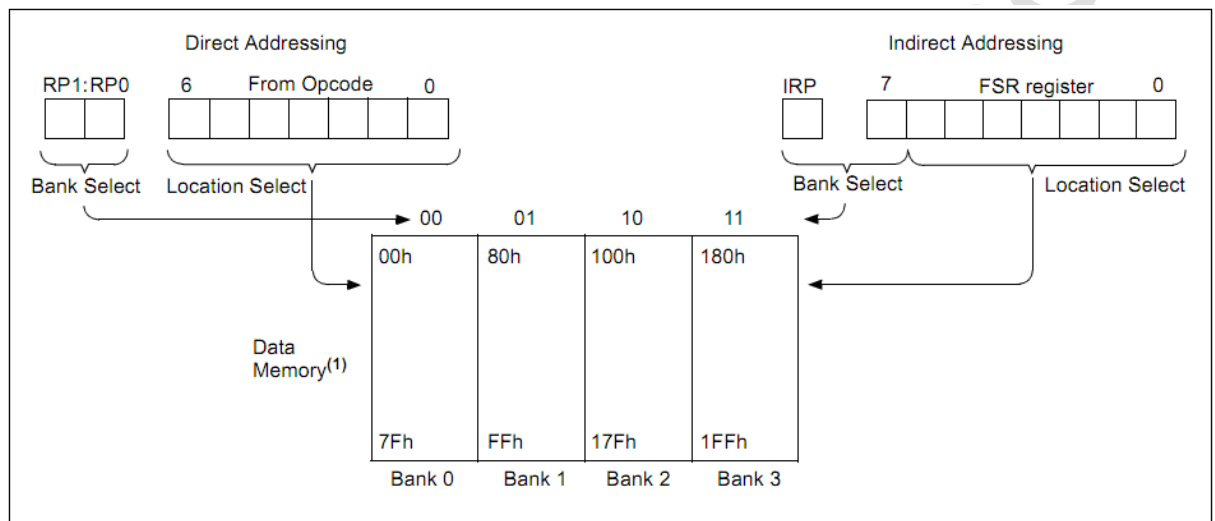 Direct Addressing
Indirect Addressing
RP1:RP0 6 From Opcode 0
IRP 7 FSR register 0
Bank Select Location Select
Bank Select Location Select
00 01 10 11
00h 80h 100h 180h
Data
Memory(1)
7Fh FFh 17Fh 1FFh
Bank 0 Bank 1 Bank 2 Bank 3